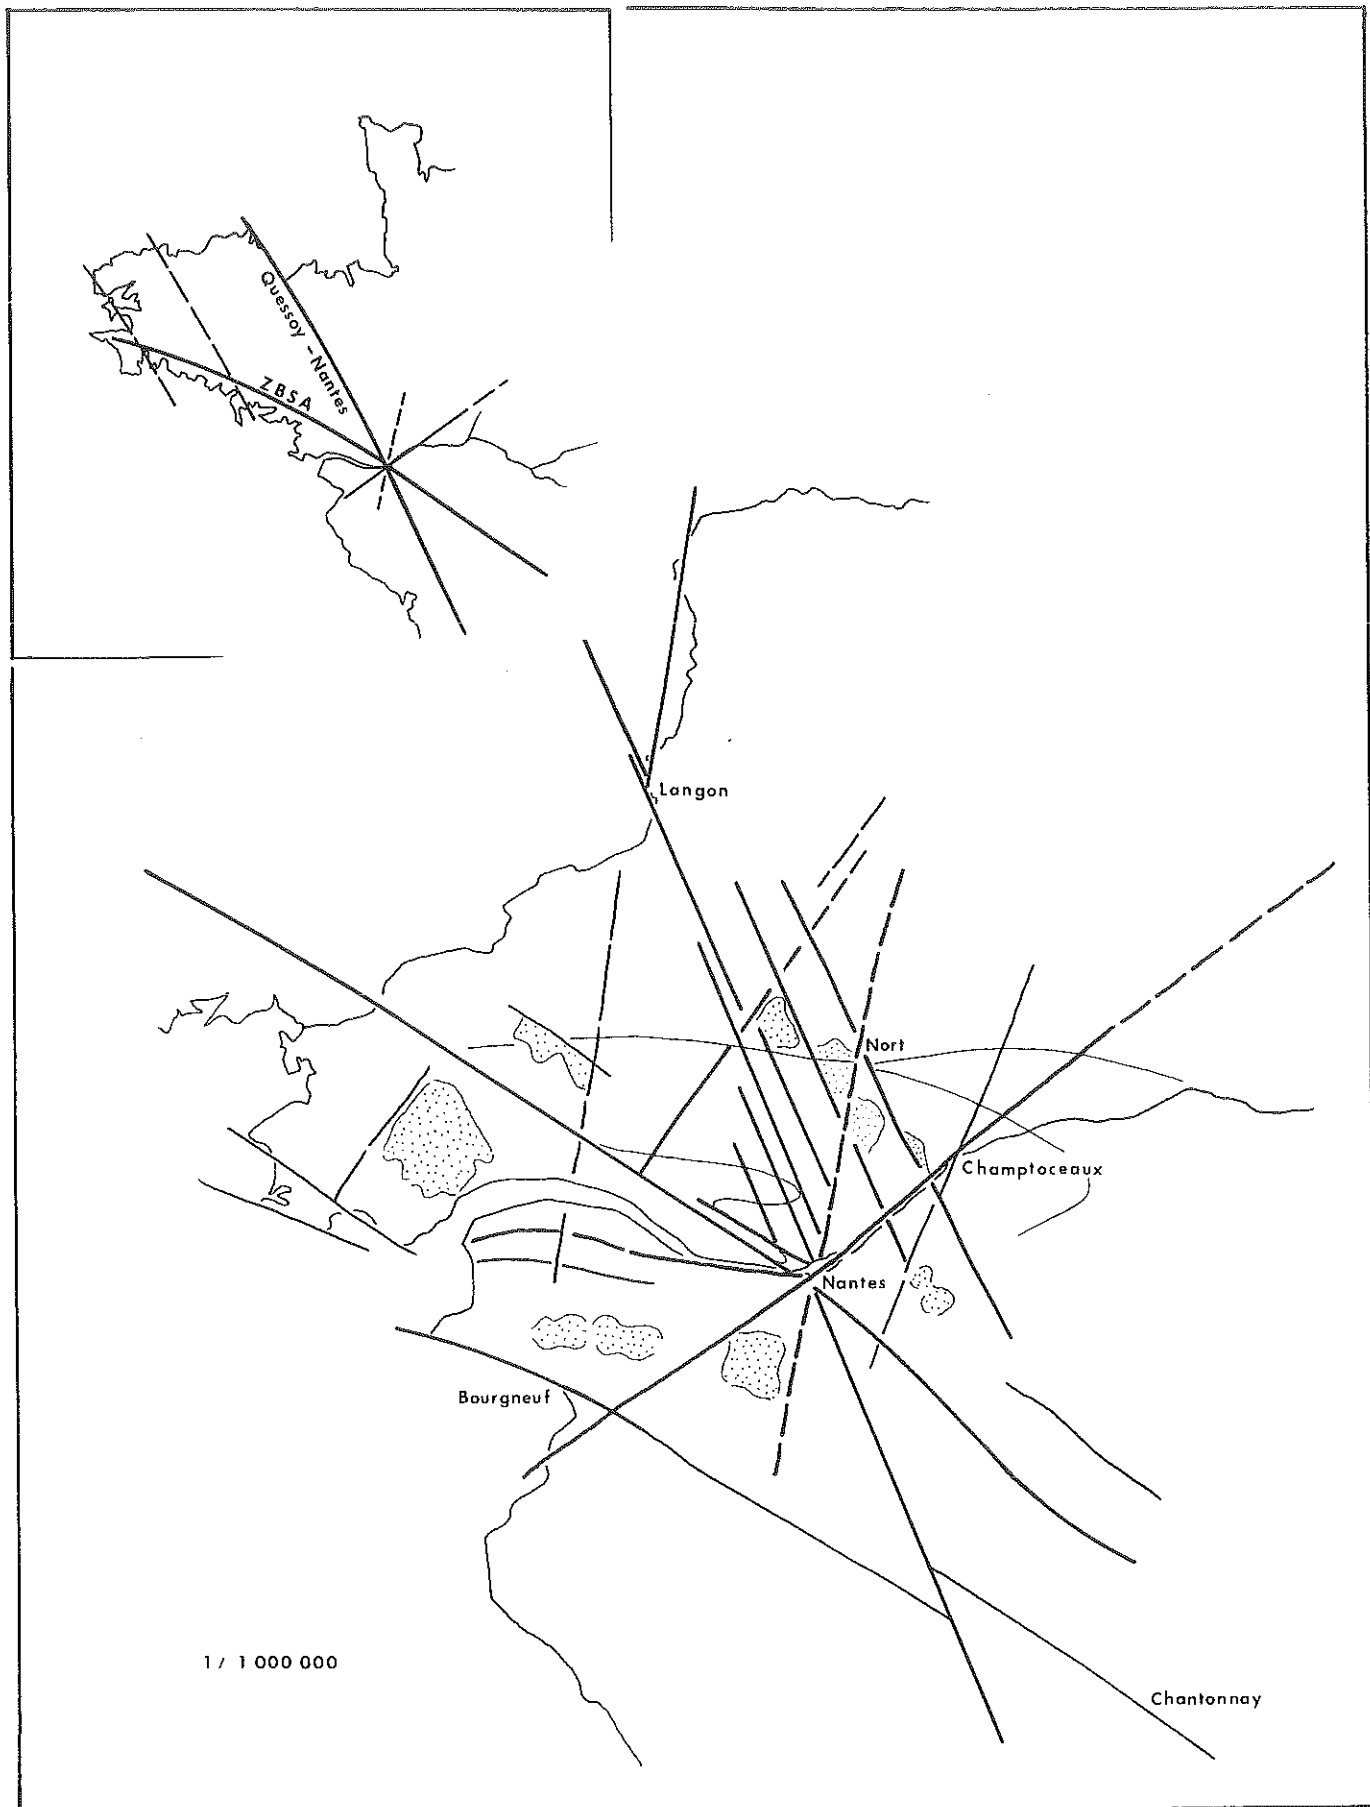 Quessoy - Nantes
ZBSA
Langon
Nort
Champtoceaux
Nantes
Bourgneuf
1 / 1 000 000
Chantonnay